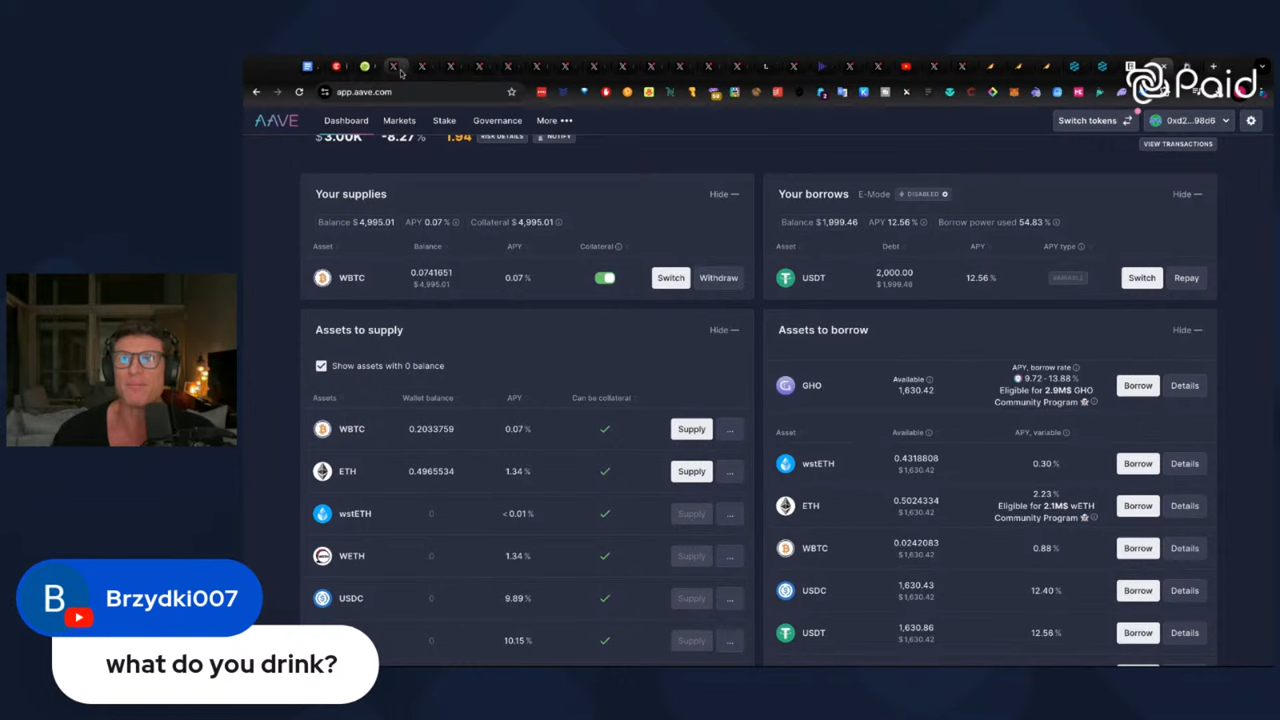 Paid
app.aave.com
AAVE Dashboard Markets Stake Governance More Switch tokens 0xd2...98d6
$3.00K -8.27% 1.94 RISK DETAILS NOTIFY
VIEW TRANSACTIONS
Your supplies Hide —
Balance $4,995.01 APY 0.07% Collateral $4,995.01
Asset Balance APY Collateral
WBTC 0.0741651 0.07% Switch Withdraw
$4,995.01
Your borrows E-Mode DISABLED Hide —
Balance $1,999.46 APY 12.56% Borrow power used 54.83%
Asset Debt APY APY type
USDT 2,000.00 12.56% VARIABLE Switch Repay
$1,999.46
Assets to supply Hide —
Show assets with 0 balance
Assets Wallet balance APY Can be collateral
WBTC 0.2033759 0.07% Supply ...
ETH 0.4965534 1.34% Supply ...
wstETH 0 <0.01% Supply ...
WETH 0 1.34% Supply ...
USDC 0 9.89% Supply ...
0 10.15% Supply ...
Assets to borrow Hide —
Available APY, borrow rate
GHO 1,630.42 9.72 - 13.88% Borrow Details
Eligible for 2.9M$ GHO
Community Program
Asset Available APY, variable
wstETH 0.4318808 0.30% Borrow Details
$1,630.42
ETH 0.5024334 2.23% Borrow Details
$1,630.42 Eligible for 2.1M$ wETH
Community Program
WBTC 0.0242083 0.88% Borrow Details
$1,630.42
USDC 1,630.43 12.40% Borrow Details
$1,630.42
USDT 1,630.86 12.56% Borrow Details
$1,630.42
B Brzydki007
what do you drink?